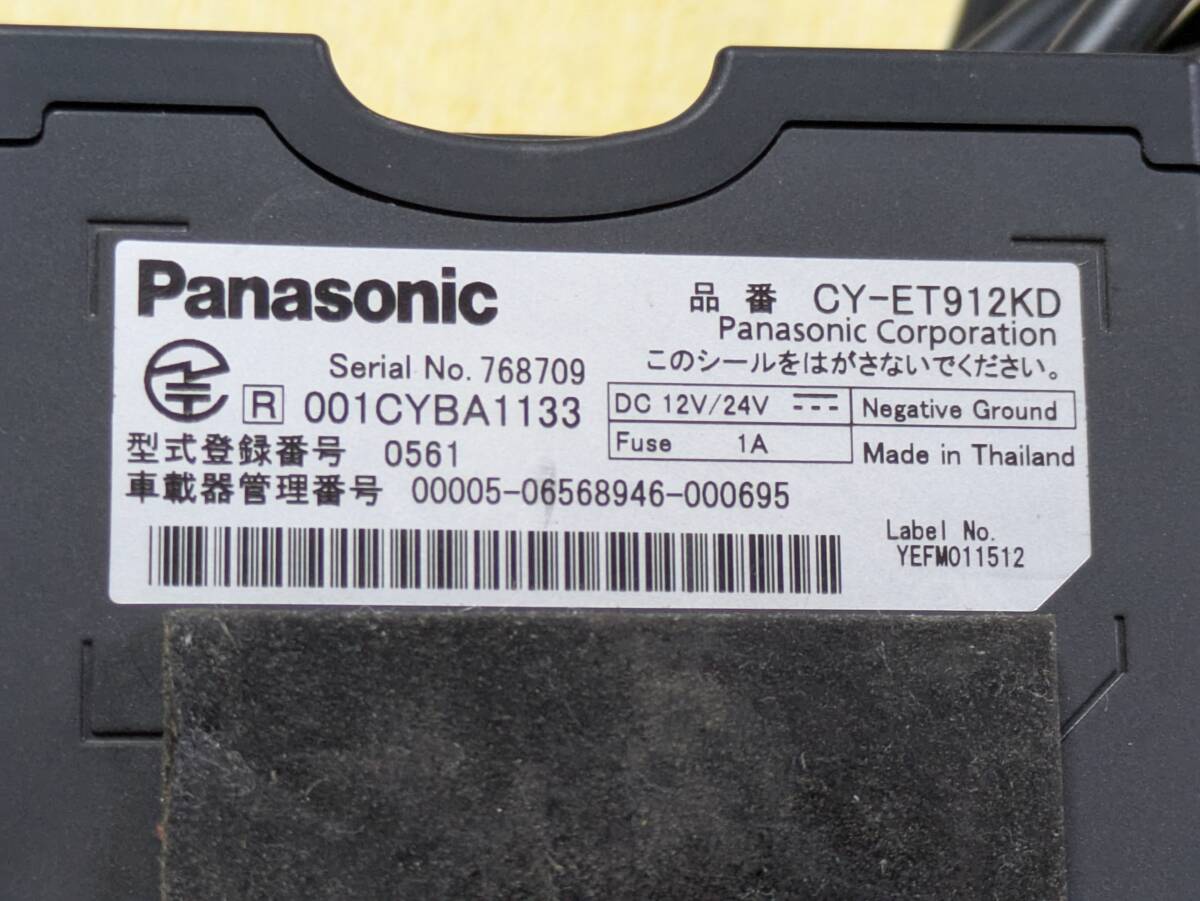 Panasonic
品番 CY-ET912KD
Panasonic Corporation
Serial No. 768709
このシールをはがさないでください。
R 001CYBA1133
DC 12V/24V
Negative Ground
Fuse 1A
Made in Thailand
型式登録番号 0561
車載器管理番号 00005-06568946-000695
Label No.
YEFM011512